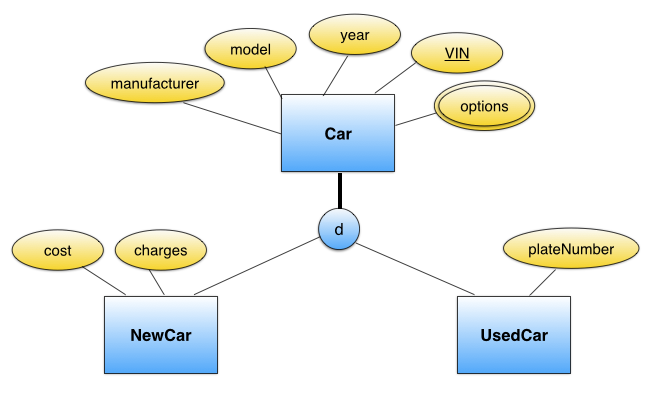 year
model
VIN
manufacturer
options
Car
d
cost
charges
plateNumber
NewCar
UsedCar